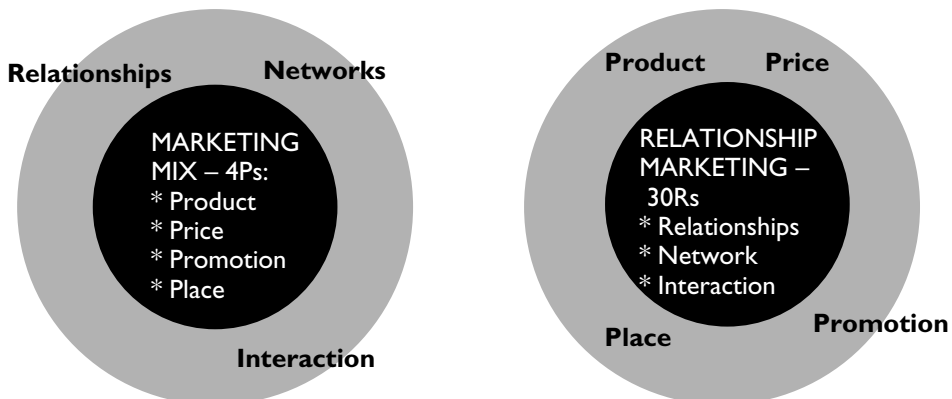 Relationships
Networks
MARKETING
MIX – 4Ps:
* Product
* Price
* Promotion
* Place
Interaction
Product
Price
RELATIONSHIP
MARKETING –
30Rs
* Relationships
* Network
* Interaction
Place
Promotion